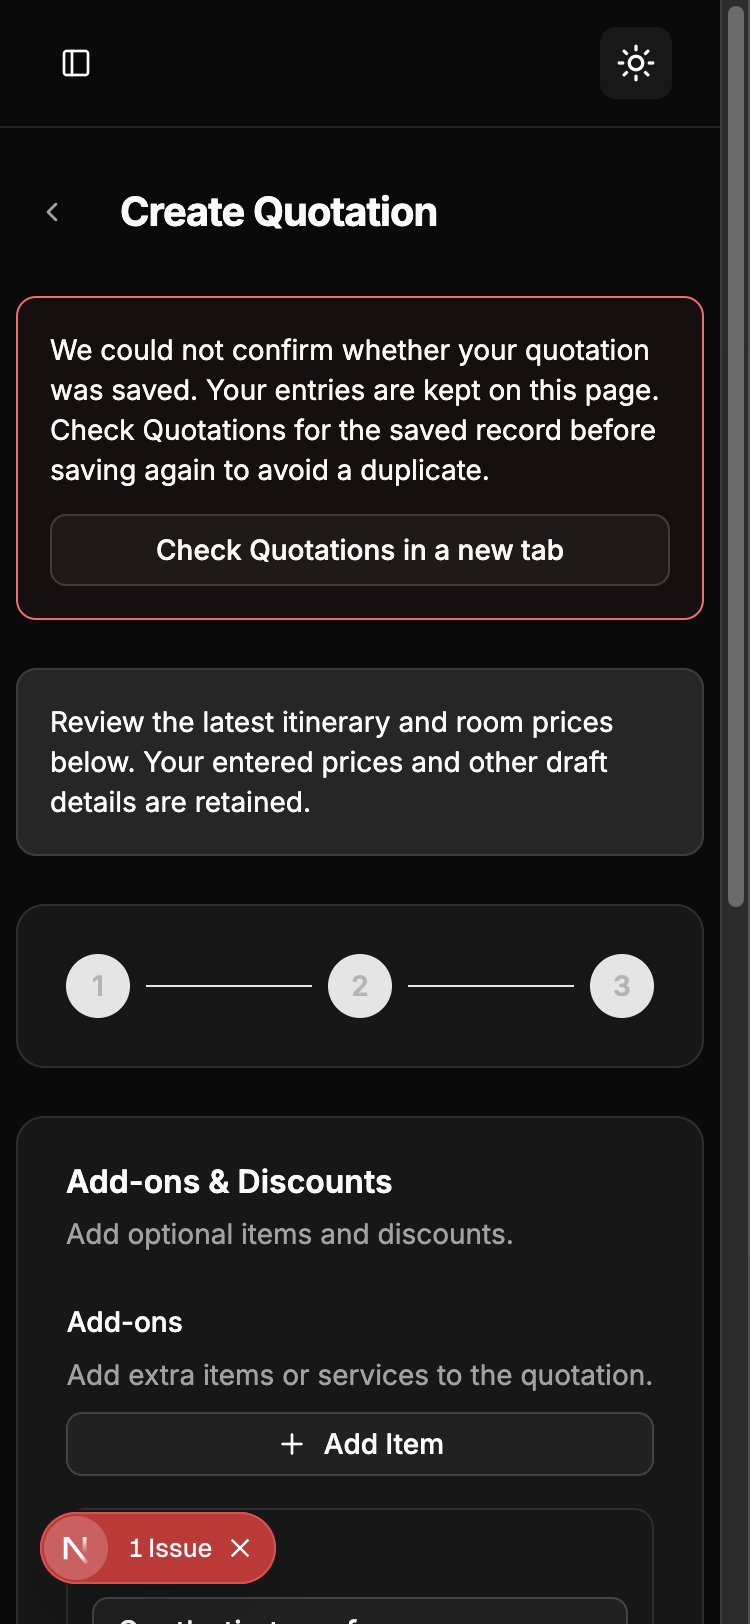 Create Quotation
We could not confirm whether your quotation
was saved. Your entries are kept on this page.
Check Quotations for the saved record before
saving again to avoid a duplicate.
Check Quotations in a new tab
Review the latest itinerary and room prices
below. Your entered prices and other draft
details are retained.
1 2 3
Add-ons & Discounts
Add optional items and discounts.
Add-ons
Add extra items or services to the quotation.
+ Add Item
N 1 Issue